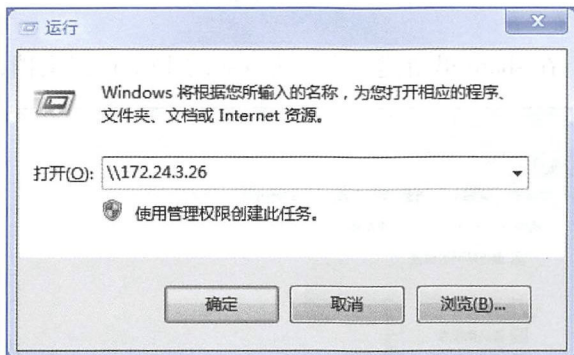 运行
Windows 将根据您所输入的名称，为您打开相应的程序、
文件夹、文档或 Internet 资源。
打开(O): \\172.24.3.26
使用管理权限创建此任务。
确定 取消 浏览(B)...